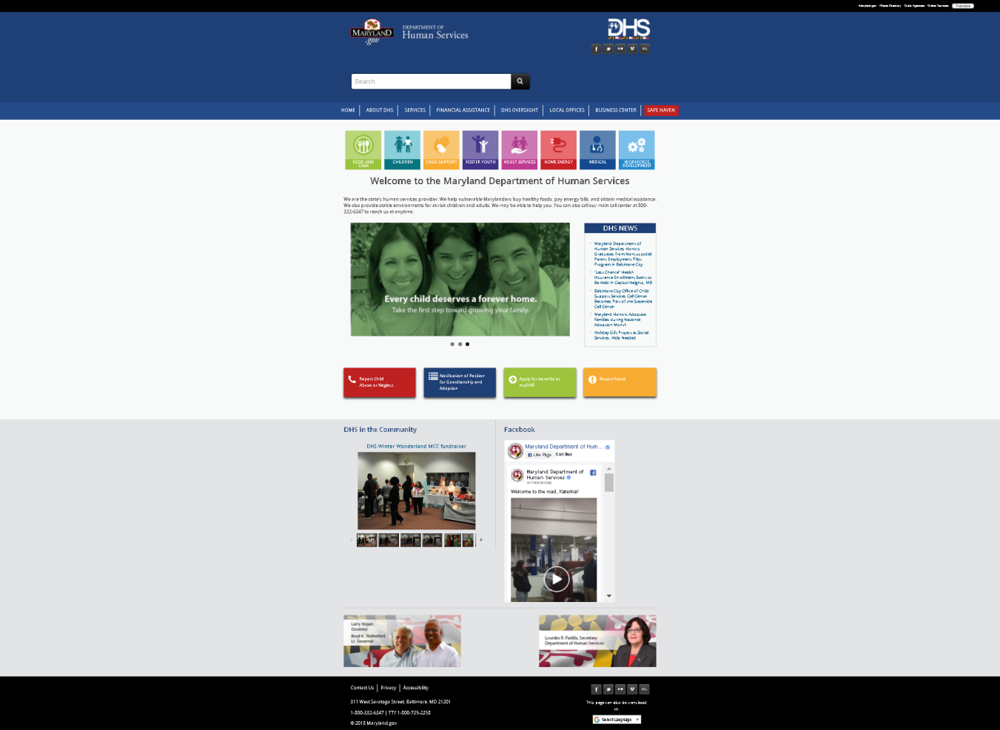 Maryland.gov Phone Directory State Agencies Online Services Translate
MARYLAND
.gov
DEPARTMENT OF
Human Services
DHS
ALL
Search
HOME ABOUT DHS SERVICES FINANCIAL ASSISTANCE DHS OVERSIGHT LOCAL OFFICES BUSINESS CENTER SAFE HAVEN
FOOD AND CASH
CHILDREN
CHILD SUPPORT
FOSTER YOUTH
ADULT SERVICES
HOME ENERGY
MEDICAL
WORKFORCE DEVELOPMENT
Welcome to the Maryland Department of Human Services
We are the state's human services provider. We help vulnerable Marylanders buy healthy foods, pay energy bills, and obtain medical assistance.
We also provide stable environments for at-risk children and adults. We may be able to help you. You can also call our main call center at 800-
332-6347 to reach us at anytime.
Every child deserves a forever home.
Take the first step toward growing your family.
DHS NEWS
Maryland Department of
Human Services Honors
Graduates from Noncustodial
Parent Employment Pilot
Program in Baltimore City
"Last Chance" Health
Insurance Enrollment Event to
Be Held in Capitol Heights, MD
Baltimore City Office of Child
Support Services Call Center
Becomes Part of the Statewide
Call Center
Maryland Honors Adoptive
Families during National
Adoption Month
Holiday Gift Project at Social
Services, Help Needed
Report Child
Abuse or Neglect
Notification of Petition
for Guardianship and
Adoption
Apply for benefits at
myDHR
Report Fraud
DHS in the Community
DHS Winter Wonderland MCC fundraiser
Facebook
Maryland Department of Hum...
Like Page 5.4K likes
Maryland Department of
Human Services
on Wednesday
Welcome to the road, Katerina!
Larry Hogan
Governor
Boyd K. Rutherford
Lt. Governor
Lourdes R. Padilla, Secretary
Department of Human Services
Contact Us Privacy Accessibility
311 West Saratoga Street, Baltimore, MD 21201
1-800-332-6347 | TTY 1-800-735-2258
© 2018 Maryland.gov
ALL
This page can also be translated
Select Language